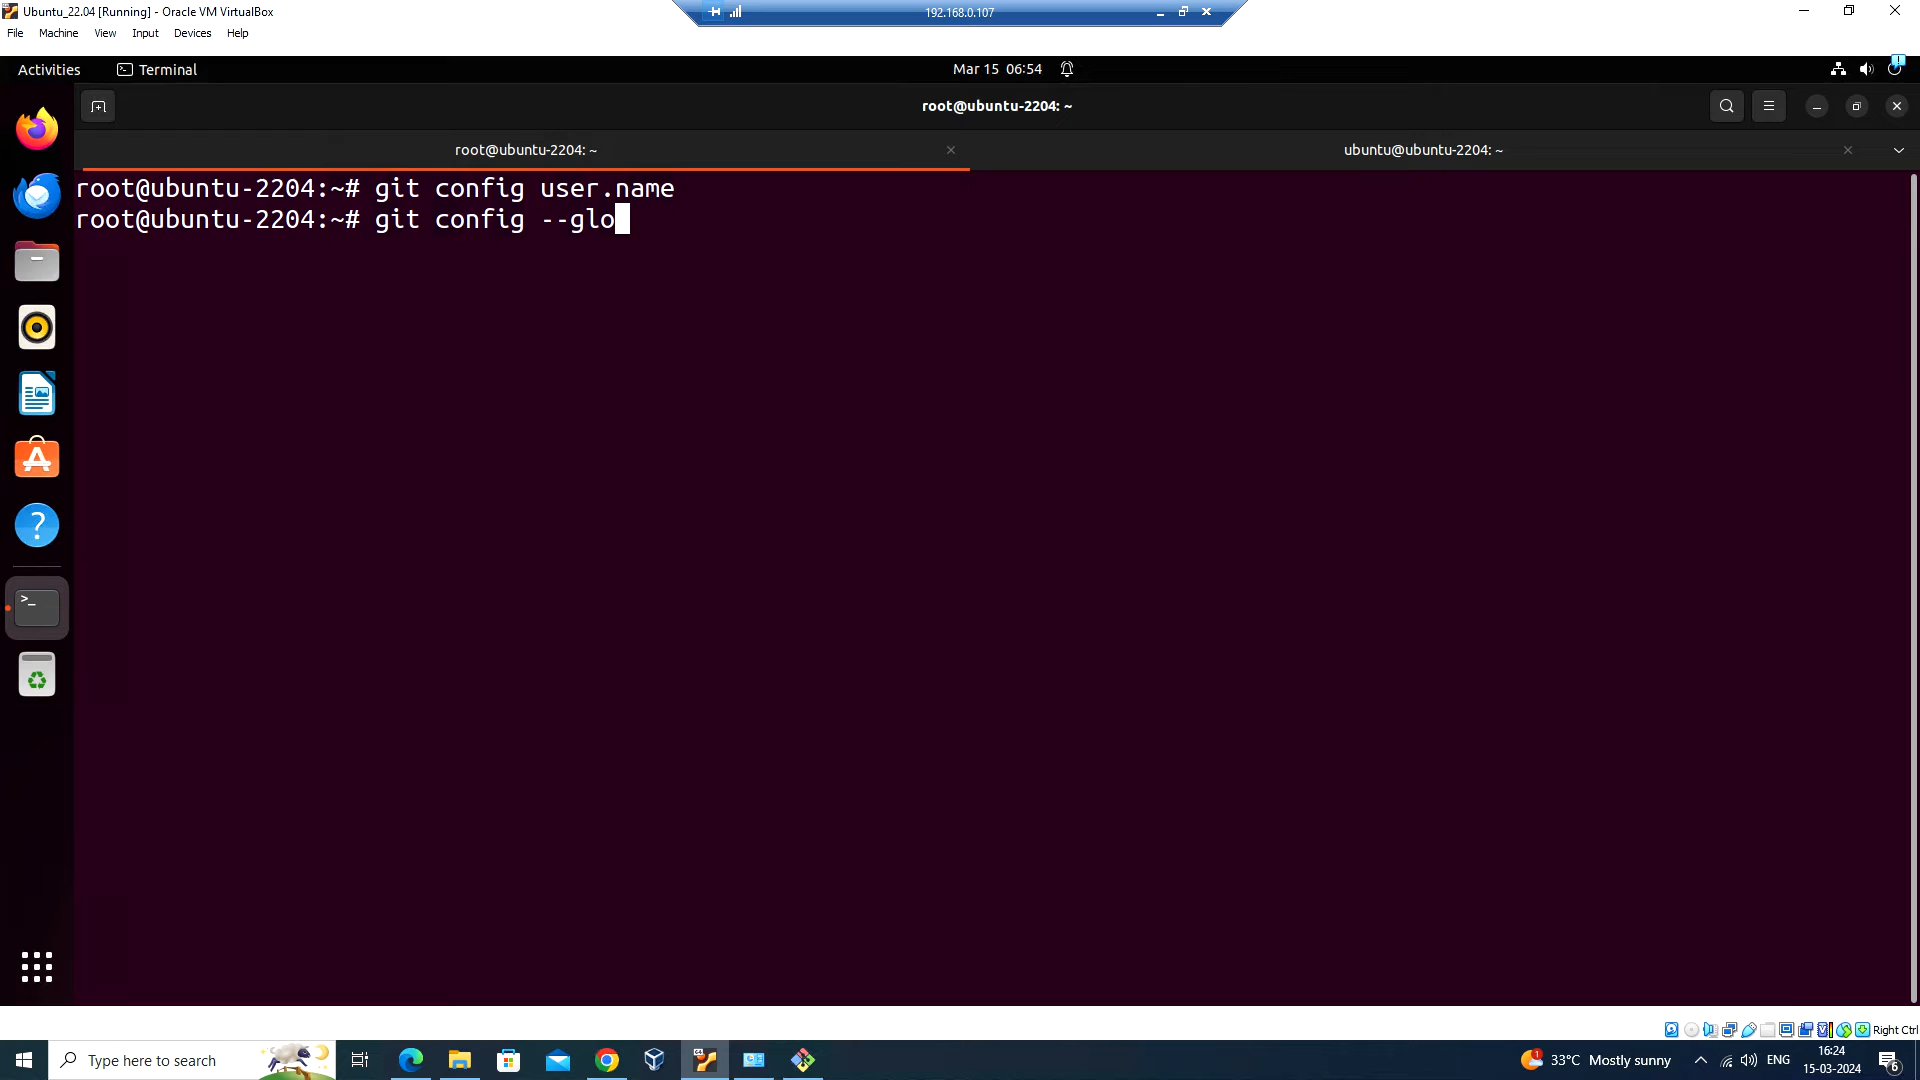 Ubuntu_22.04 [Running] - Oracle VM VirtualBox
192.168.0.107
File Machine View Input Devices Help
Activities Terminal Mar 15 06:54
root@ubuntu-2204: ~
root@ubuntu-2204: ~ ubuntu@ubuntu-2204: ~
root@ubuntu-2204:~# git config user.name
root@ubuntu-2204:~# git config --glo
Right Ctrl
Type here to search
33°C Mostly sunny
ENG
16:24
15-03-2024
6